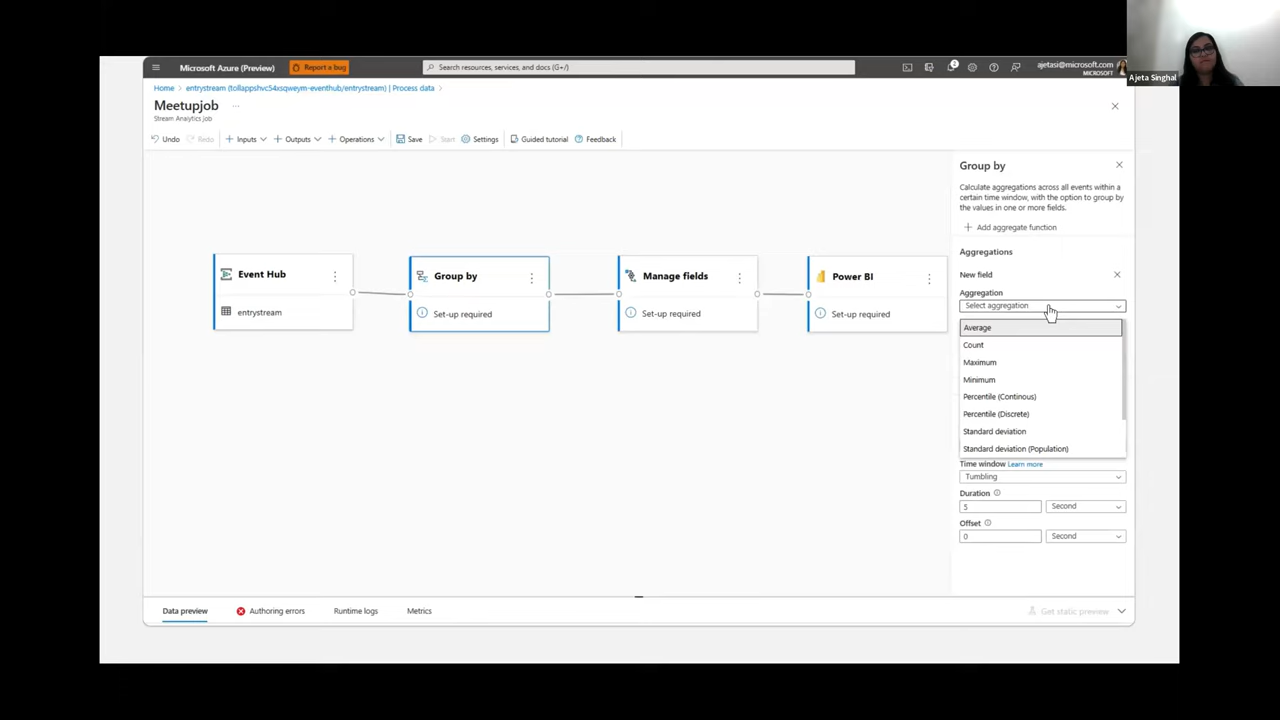 Ajeta Singhal
Microsoft Azure (Preview)
Report a bug
Search resources, services, and docs (G+/)
2
ajetasi@microsoft.com
MICROSOFT
Home > entrystream (tollappshvc54xsqweym-eventhub/entrystream) | Process data >
Meetupjob ...
Stream Analytics job
Undo Redo + Inputs + Outputs + Operations Save Start Settings Guided tutorial Feedback
Group by
Calculate aggregations across all events within a
certain time window, with the option to group by
the values in one or more fields.
+ Add aggregate function
Aggregations
New field
Aggregation
Select aggregation
Average
Count
Maximum
Minimum
Percentile (Continous)
Percentile (Discrete)
Standard deviation
Standard deviation (Population)
Time window Learn more
Tumbling
Duration
5 Second
Offset
0 Second
Event Hub
entrystream
Group by
Set-up required
Manage fields
Set-up required
Power BI
Set-up required
Data preview Authoring errors Runtime logs Metrics Get static preview